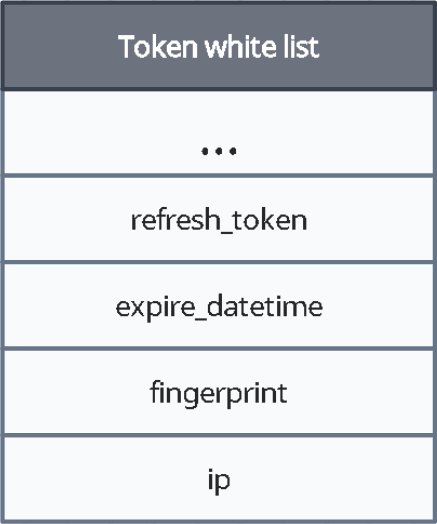 Token white list
...
refresh_token
expire_datetime
fingerprint
ip